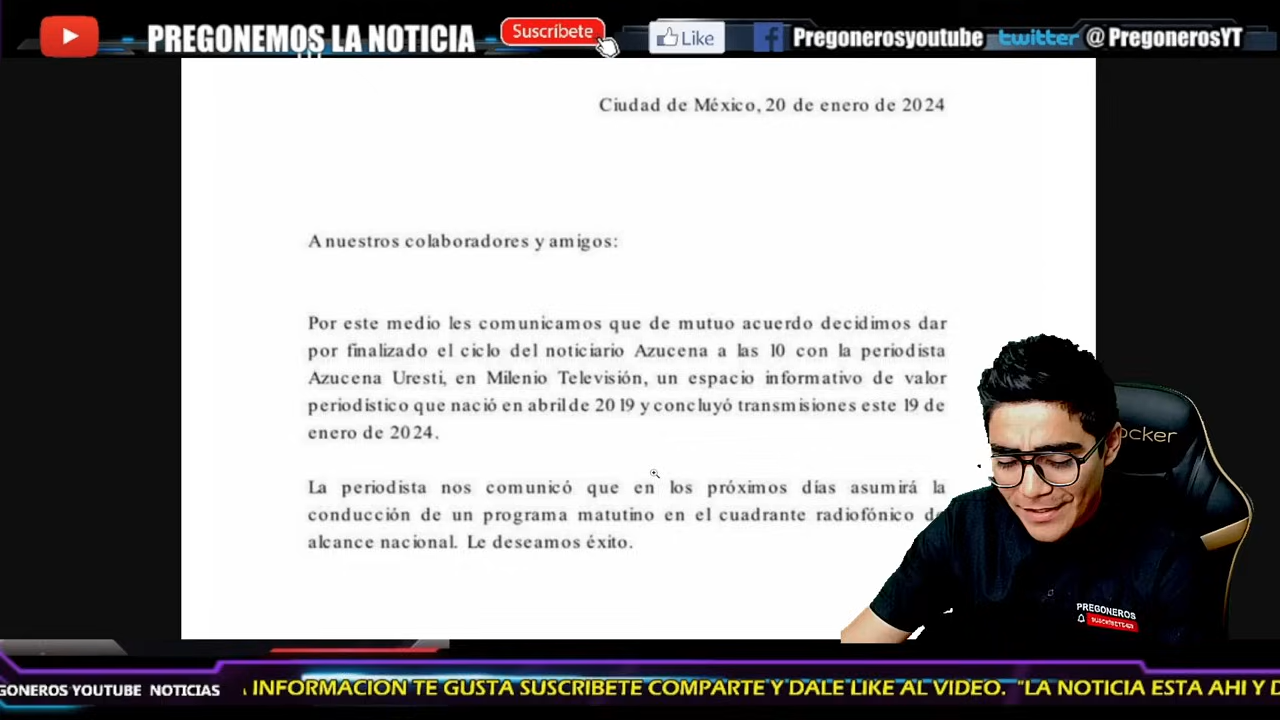 PREGONEMOS LA NOTICIA
Suscríbete
Like
Pregonerosyoutube
twitter @PregonerosYT
Ciudad de México, 20 de enero de 2024
A nuestros colaboradores y amigos:
Por este medio les comunicamos que de mutuo acuerdo decidimos dar
por finalizado el ciclo del noticiario Azucena a las 10 con la periodista
Azucena Uresti, en Milenio Televisión, un espacio informativo de valor
periodístico que nació en abril de 2019 y concluyó transmisiones este 19 de
enero de 2024.
La periodista nos comunicó que en los próximos días asumirá la
conducción de un programa matutino en el cuadrante radiofónico
alcance nacional. Le deseamos éxito.
ocker
PREGONEROS
SUSCRÍBETE
GONEROS YOUTUBE NOTICIAS
INFORMACION TE GUSTA SUSCRIBETE COMPARTE Y DALE LIKE AL VIDEO. "LA NOTICIA ESTA AHI Y D